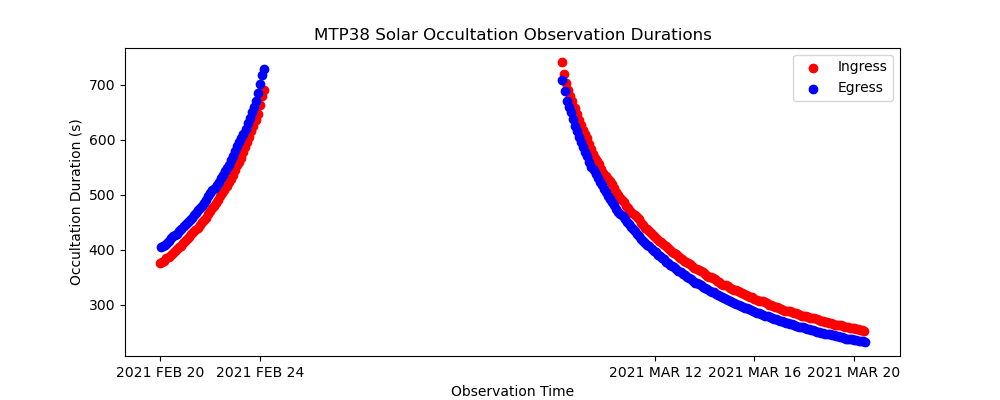 MTP38 Solar Occultation Observation Durations
Ingress
Egress
Occultation Duration (s)
700
600
500
400
300
2021 FEB 20 2021 FEB 24 2021 MAR 12 2021 MAR 16 2021 MAR 20
Observation Time